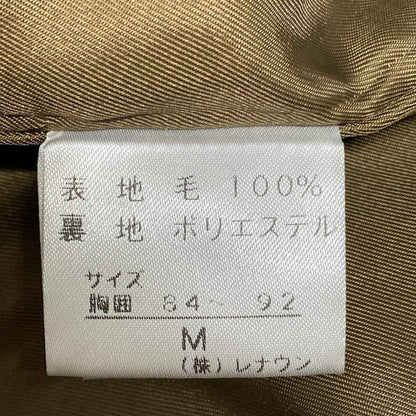 表地 毛 100%
裏地 ポリエステル
サイズ
胸囲 84〜92
M
(株)レナウン